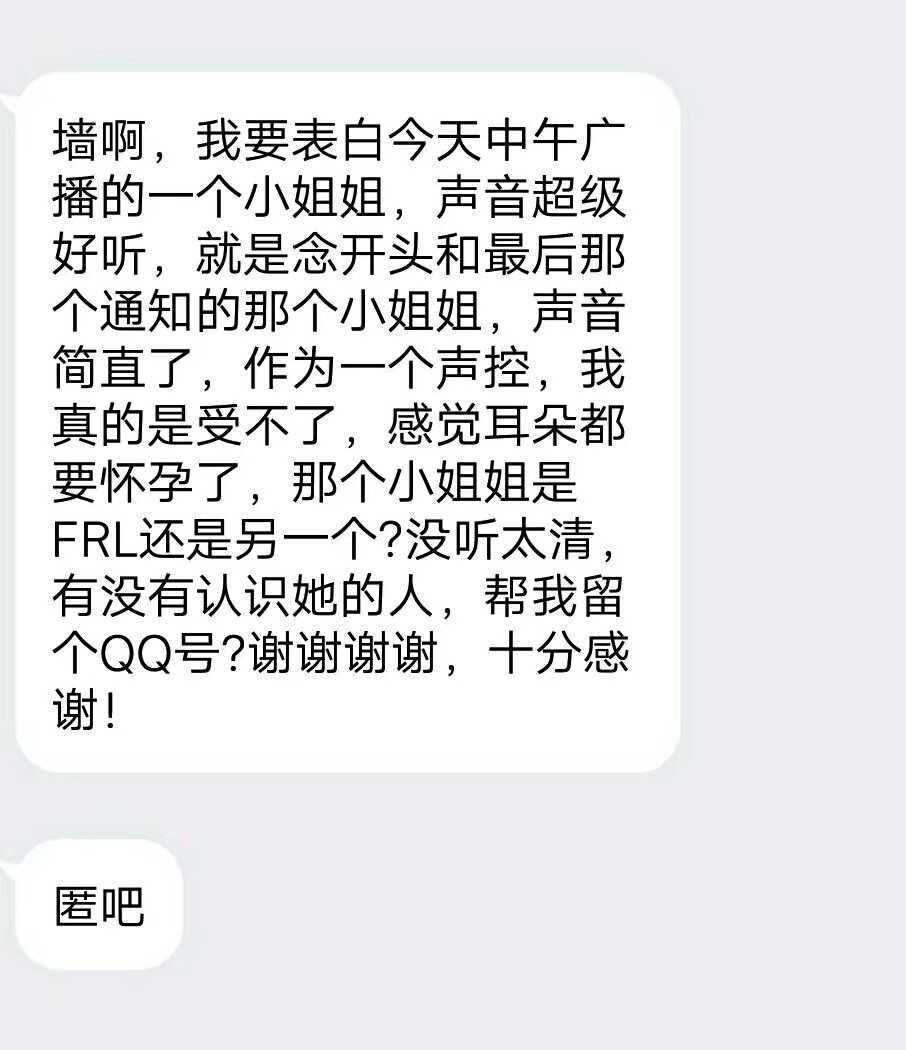 墙啊，我要表白今天中午广
播的一个小姐姐，声音超级
好听，就是念开头和最后那
个通知的那个小姐姐，声音
简直了，作为一个声控，我
真的是受不了，感觉耳朵都
要怀孕了，那个小姐姐是
FRL还是另一个?没听太清，
有没有认识她的人，帮我留
个QQ号?谢谢谢谢，十分感
谢!
匿吧